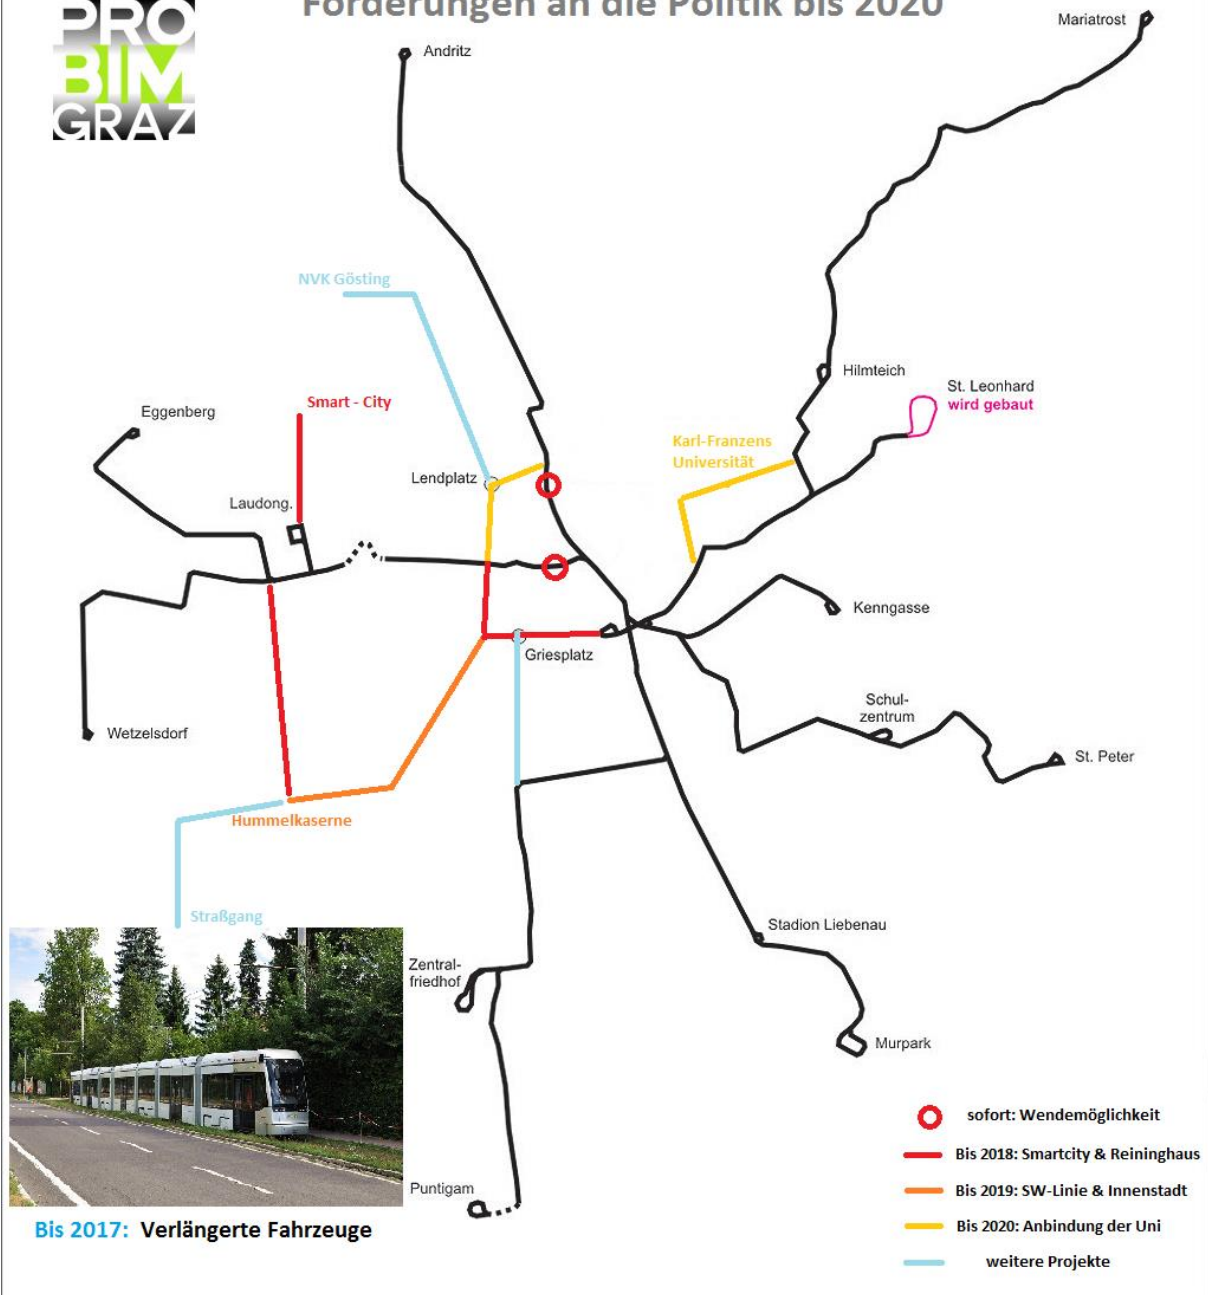 Forderungen an die Politik bis 2020
PRO
BIM
GRAZ
Mariatrost
Andritz
NVK Gösting
Hilmteich
St. Leonhard
wird gebaut
Smart - City
Eggenberg
Karl-Franzens
Universität
Lendplatz
Laudong.
Kenngasse
Griesplatz
Schul-
zentrum
Wetzelsdorf
St. Peter
Hummelkaserne
Straßgang
Stadion Liebenau
Zentral-
friedhof
Murpark
sofort: Wendemöglichkeit
Bis 2018: Smartcity & Reininghaus
Puntigam
Bis 2019: SW-Linie & Innenstadt
Bis 2020: Anbindung der Uni
Bis 2017: Verlängerte Fahrzeuge
weitere Projekte